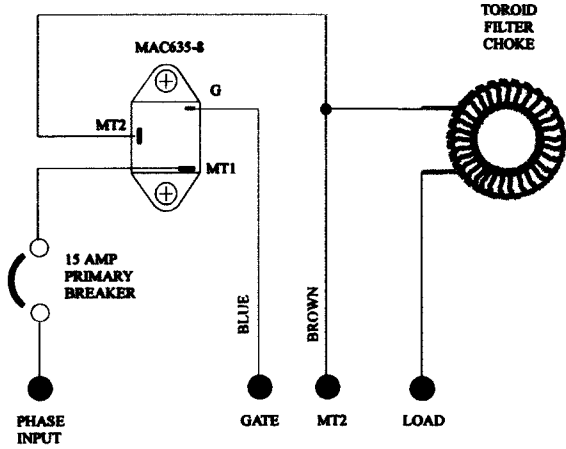 TOROID
FILTER
CHOKE
MAC635-8
G
MT2
MT1
15 AMP
PRIMARY
BREAKER
BLUE
BROWN
PHASE
INPUT
GATE
MT2
LOAD